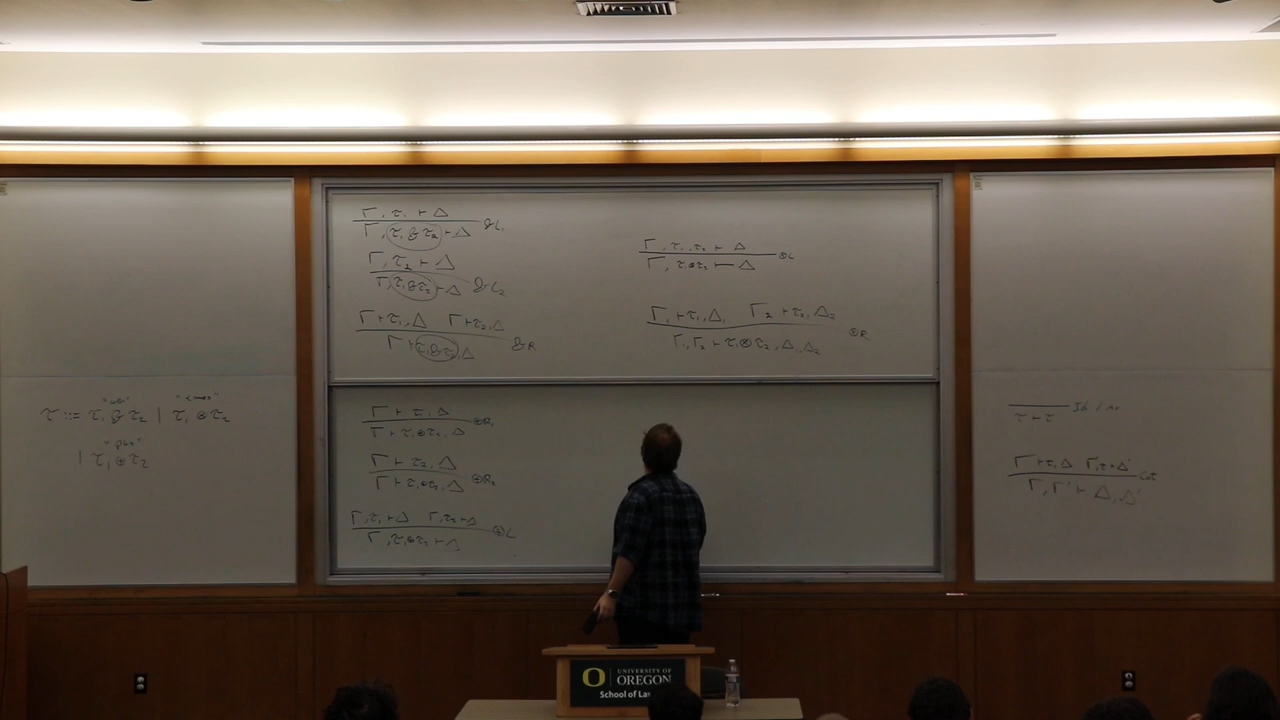 τ ::= τ₁ & τ₂ | τ₁ ⊗ τ₂
| τ₁ ⊕ τ₂
Γ, τ₁ ⊢ Δ
Γ, τ₁ & τ₂ ⊢ Δ &L₁
Γ, τ₂ ⊢ Δ
Γ, τ₁ & τ₂ ⊢ Δ &L₂
Γ ⊢ τ₁, Δ Γ ⊢ τ₂, Δ
Γ ⊢ τ₁ & τ₂, Δ &R
Γ, τ₁, τ₂ ⊢ Δ
Γ, τ₁ ⊗ τ₂ ⊢ Δ ⊗L
Γ₁ ⊢ τ₁, Δ₁ Γ₂ ⊢ τ₂, Δ₂
Γ₁, Γ₂ ⊢ τ₁ ⊗ τ₂, Δ₁, Δ₂ ⊗R
Γ ⊢ τ₁, Δ
Γ ⊢ τ₁ ⊕ τ₂, Δ ⊕R₁
Γ ⊢ τ₂, Δ
Γ ⊢ τ₁ ⊕ τ₂, Δ ⊕R₂
Γ, τ₁ ⊢ Δ Γ, τ₂ ⊢ Δ
Γ, τ₁ ⊕ τ₂ ⊢ Δ ⊕L
τ ⊢ τ
Γ ⊢ τ, Δ Γ', τ ⊢ Δ'
Γ, Γ' ⊢ Δ, Δ' Cut
O UNIVERSITY OF
OREGON
School of La